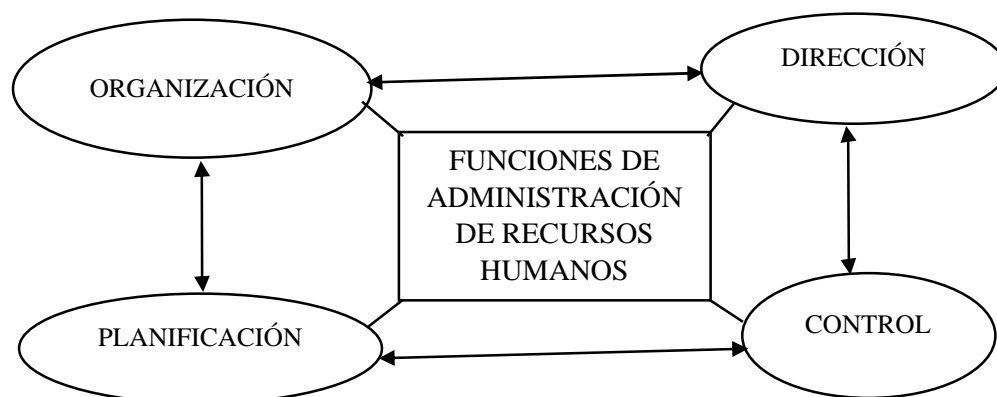 ORGANIZACIÓN
DIRECCIÓN
FUNCIONES DE
ADMINISTRACIÓN
DE RECURSOS
HUMANOS
PLANIFICACIÓN
CONTROL